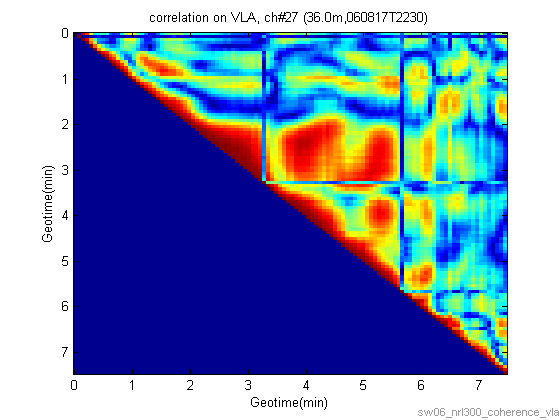 correlation on VLA, ch#27 (36.0m,060817T2230)
0
1
2
3
4
5
6
7
Geotime(min)
0 1 2 3 4 5 6 7
Geotime(min)
sw06_nrl300_coherence_vla